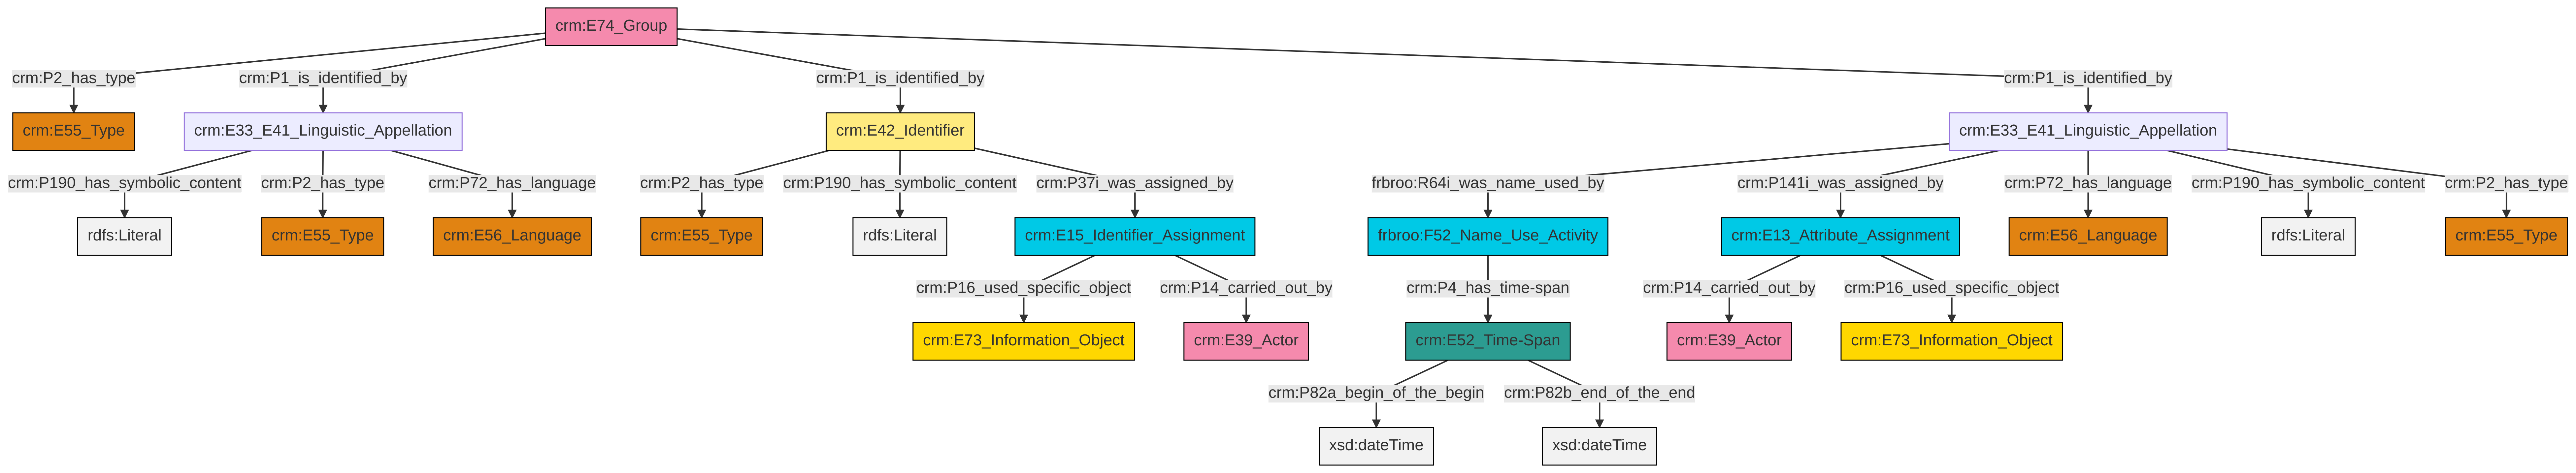 crm:E74_Group
crm:P2_has_type
crm:P1_is_identified_by
crm:P1_is_identified_by
crm:P1_is_identified_by
crm:E55_Type
crm:E33_E41_Linguistic_Appellation
crm:E42_Identifier
crm:E33_E41_Linguistic_Appellation
crm:P190_has_symbolic_content
crm:P2_has_type
crm:P72_has_language
crm:P2_has_type
crm:P190_has_symbolic_content
crm:P37i_was_assigned_by
frbroo:R64i_was_name_used_by
crm:P141i_was_assigned_by
crm:P72_has_language
crm:P190_has_symbolic_content
crm:P2_has_type
rdfs:Literal
crm:E55_Type
crm:E56_Language
crm:E55_Type
rdfs:Literal
crm:E15_Identifier_Assignment
frbroo:F52_Name_Use_Activity
crm:E13_Attribute_Assignment
crm:E56_Language
rdfs:Literal
crm:E55_Type
crm:P16_used_specific_object
crm:P14_carried_out_by
crm:P4_has_time-span
crm:P14_carried_out_by
crm:P16_used_specific_object
crm:E73_Information_Object
crm:E39_Actor
crm:E52_Time-Span
crm:E39_Actor
crm:E73_Information_Object
crm:P82a_begin_of_the_begin
crm:P82b_end_of_the_end
xsd:dateTime
xsd:dateTime